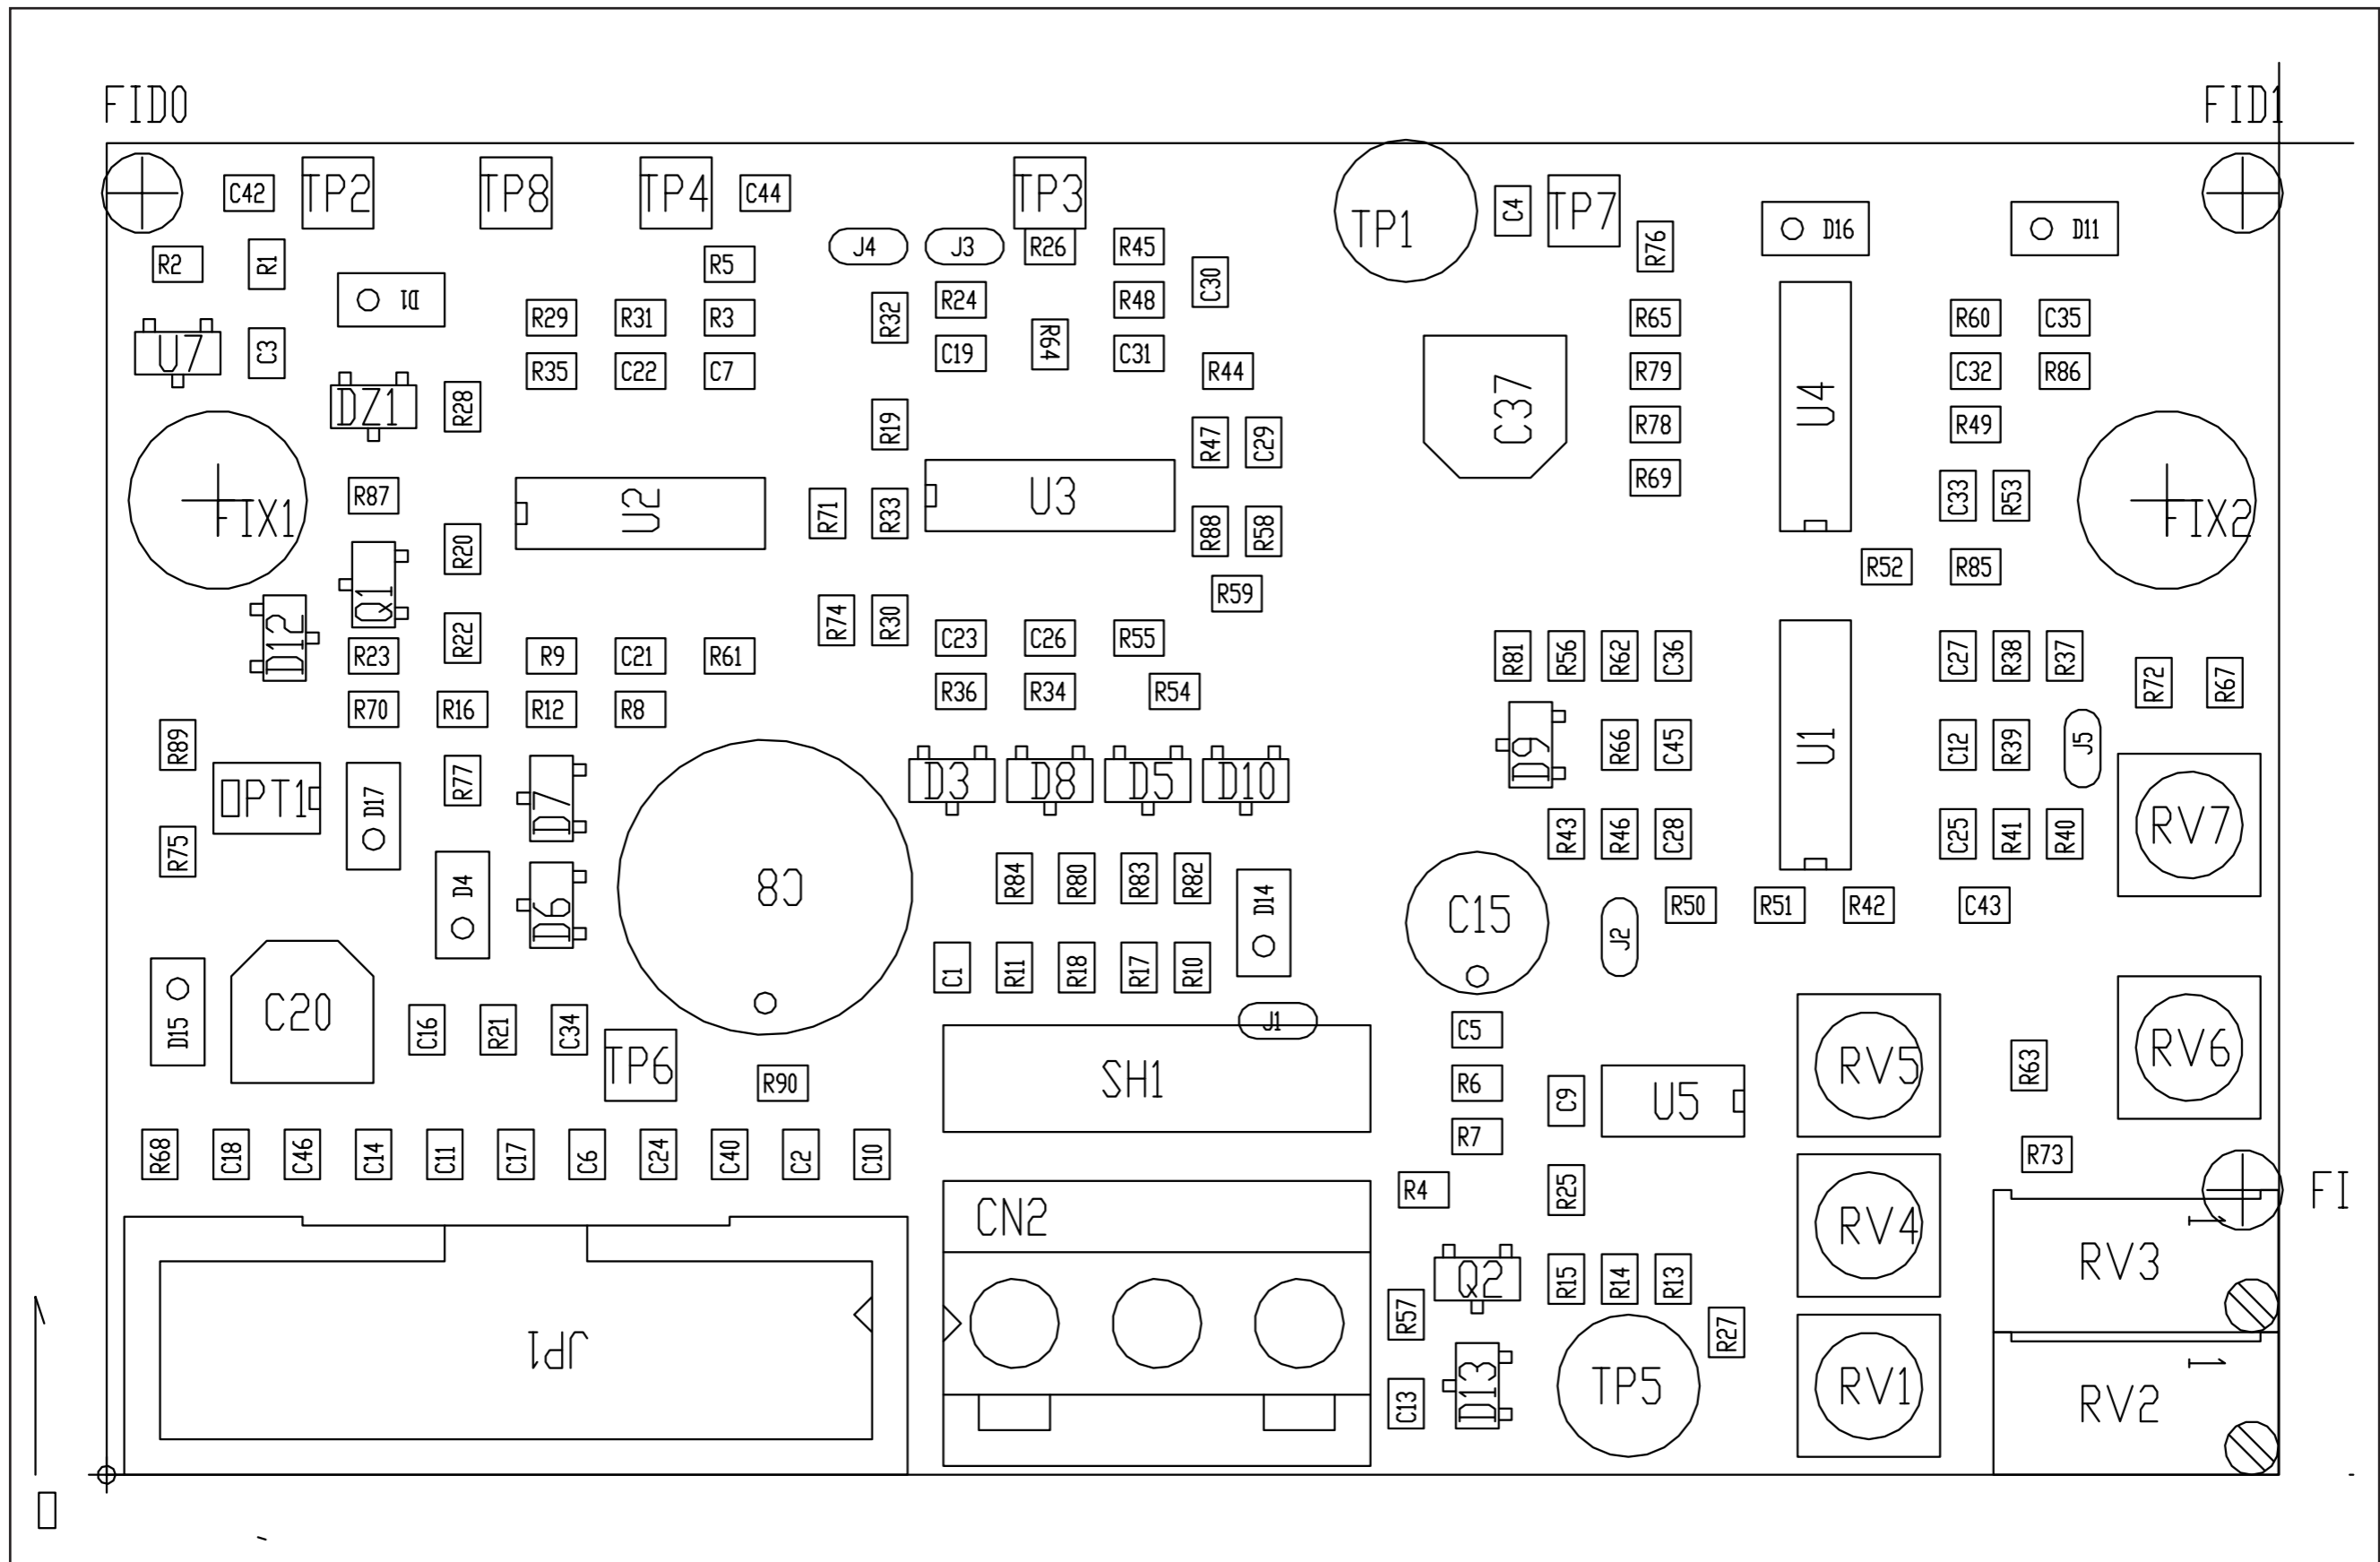 FID0 FID1
C42 TP2 TP8 TP4 C44 TP3 TP1 C4 TP7 D16 D11
R2 R1 R5 J4 J3 R26 R45 R76
D1 R24 R48 C30
U7 C3 R29 R31 R3 R32 C19 R64 C31 R65 R60 C35
R35 C22 C7 R44 R79 C32 R86
DZ1 R28 R19 R47 C29 C37 R78 U4 R49
FIX1 R87 U2 R71 R33 U3 R88 R58 R69 C33 R53 FIX2
Q1 R20 R59 R52 R85
D12 R23 R22 R9 C21 R61 R74 R30 C23 C26 R55 R81 R56 R62 C36 C27 R38 R37
R70 R16 R12 R8 R36 R34 R54 R72 R67
R89 OPT1 D17 R77 D7 D3 D8 D5 D10 D9 R66 C45 U1 C12 R39 J5
R75 D4 D6 C8 R84 R80 R83 R82 D14 R43 R46 C28 C25 R41 R40 RV7
C15 J2 R50 R51 R42 C43
D15 C20 C16 R21 C34 C1 R11 R18 R17 R10 J1
TP6 R90 SH1 C5 RV5 R63 RV6
R6 C9 U5
R68 C18 C46 C14 C11 C17 C6 C24 C40 C2 C10 R7 R73
CN2 R4 R25 RV4 1 FI
JP1 R57 Q2 R15 R14 R13 R27 RV3
1
C13 D13 TP5 RV1 RV2